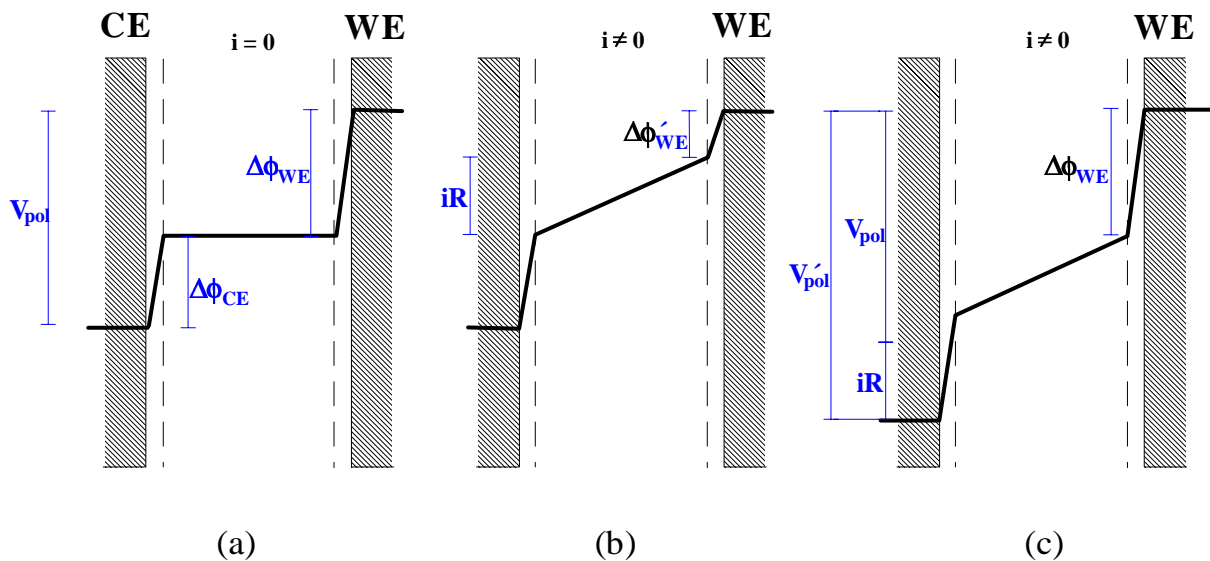 CE
i = 0
WE
V_pol
Δϕ_WE
Δϕ_CE
(a)
i ≠ 0
WE
Δϕ′_WE
iR
(b)
i ≠ 0
WE
Δϕ_WE
V_pol
V′_pol
iR
(c)